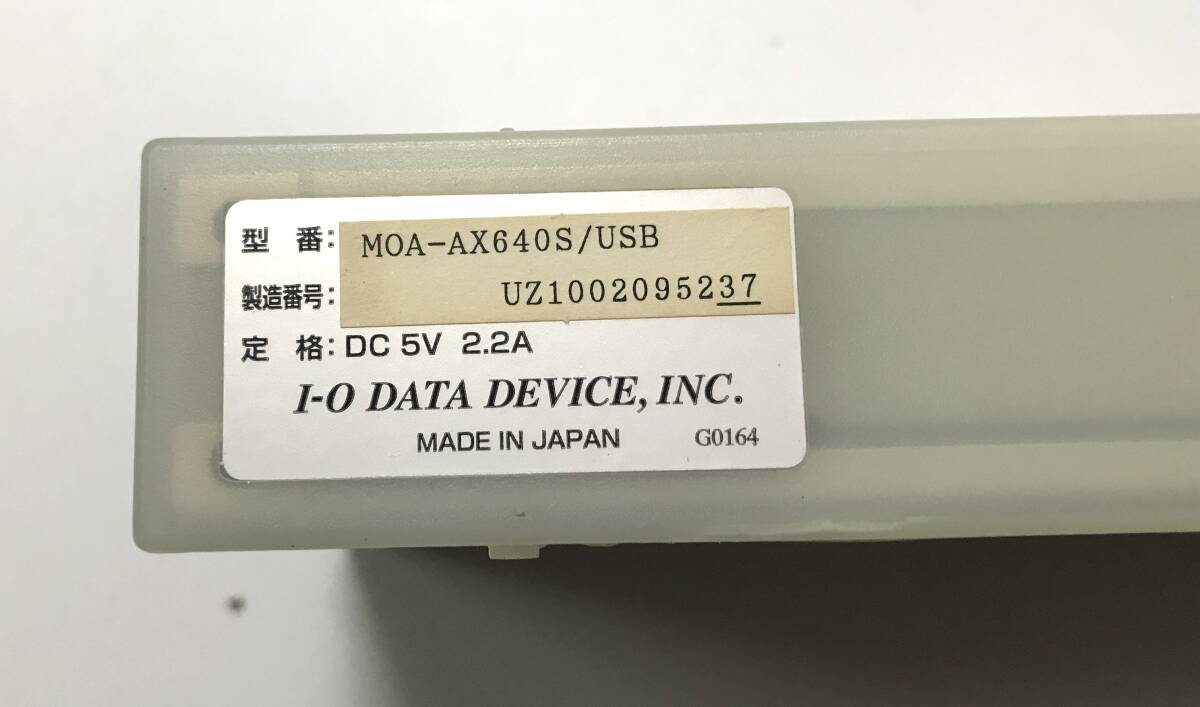 型 番: MOA-AX640S/USB
製造番号: UZ1002095237
定 格: DC 5V 2.2A
I-O DATA DEVICE, INC.
MADE IN JAPAN G0164